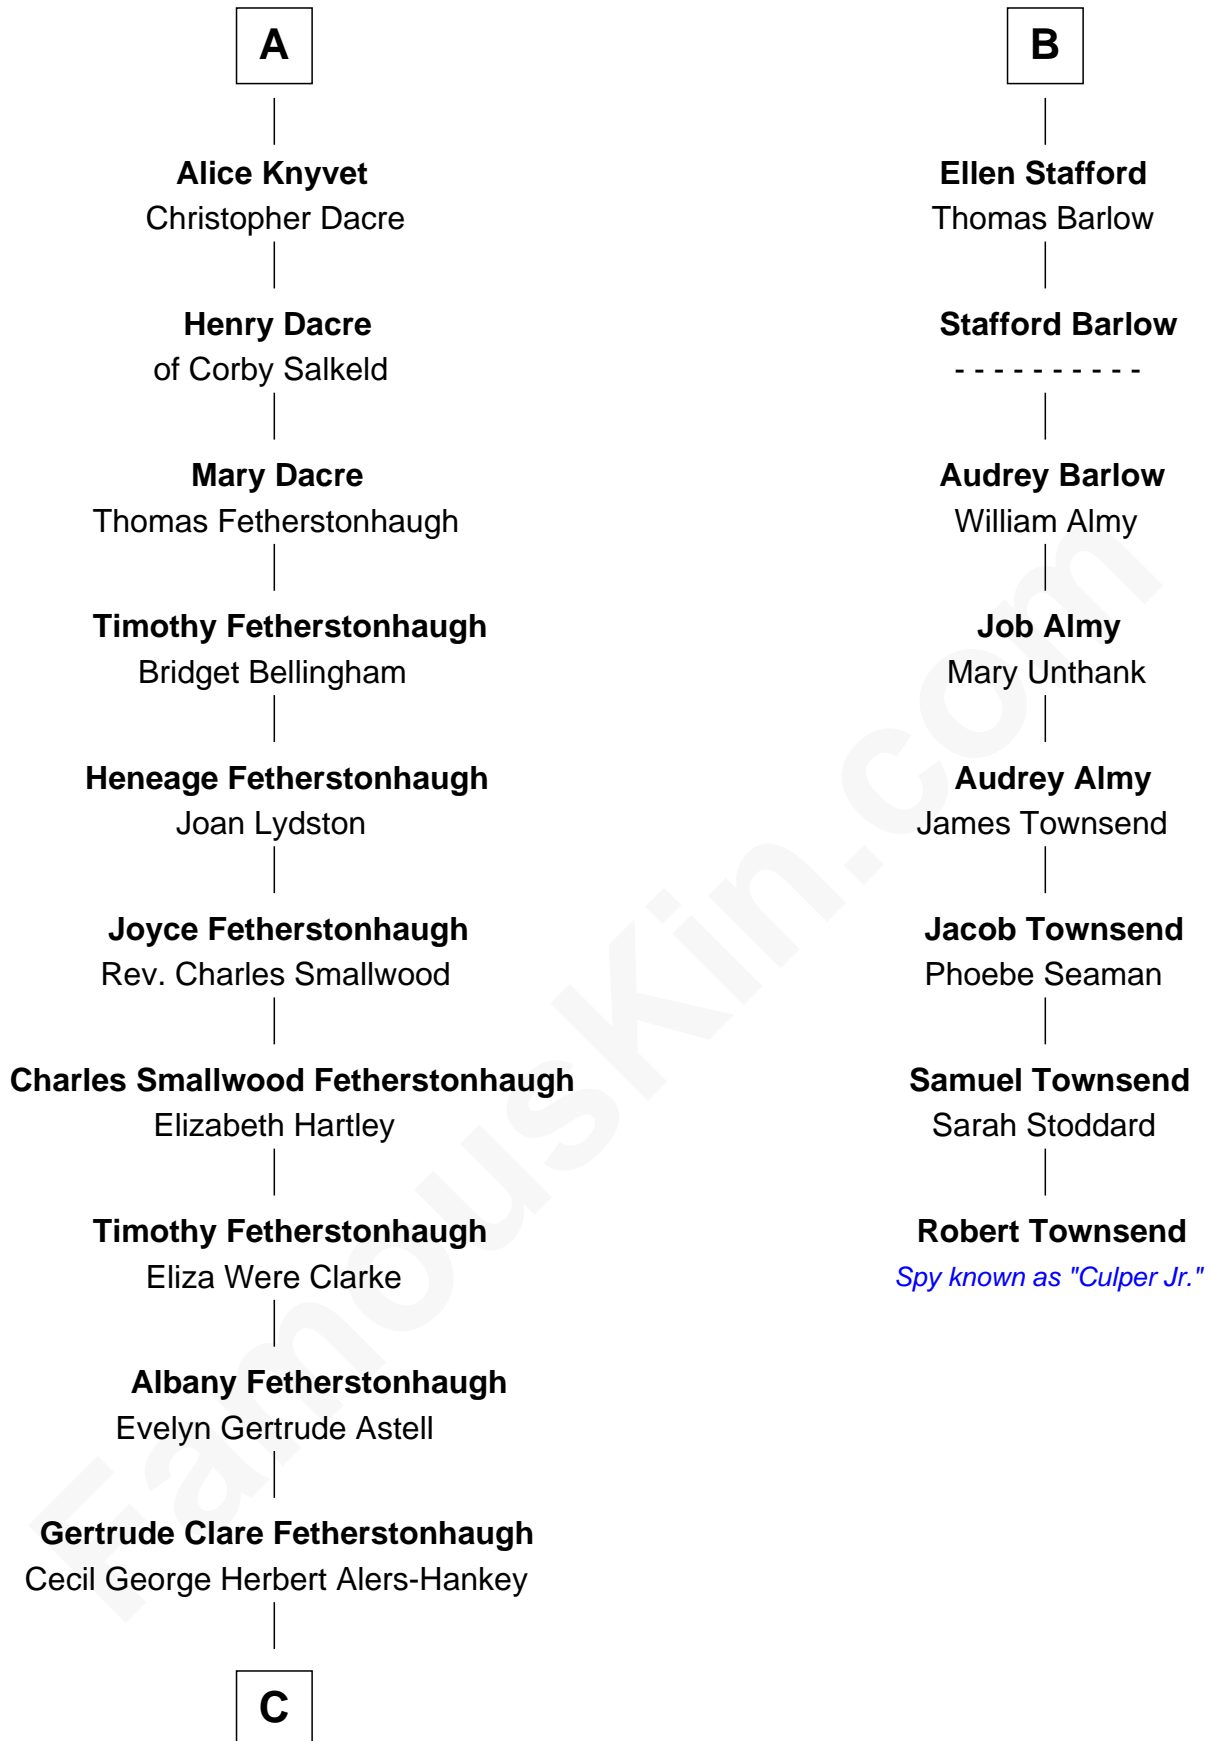 A
Alice Knyvet
Christopher Dacre
Henry Dacre
of Corby Salkeld
Mary Dacre
Thomas Fetherstonhaugh
Timothy Fetherstonhaugh
Bridget Bellingham
Heneage Fetherstonhaugh
Joan Lydston
Joyce Fetherstonhaugh
Rev. Charles Smallwood
Charles Smallwood Fetherstonhaugh
Elizabeth Hartley
Timothy Fetherstonhaugh
Eliza Were Clarke
Albany Fetherstonhaugh
Evelyn Gertrude Astell
Gertrude Clare Fetherstonhaugh
Cecil George Herbert Alers-Hankey
C
B
Ellen Stafford
Thomas Barlow
Stafford Barlow
- - - - - - - - - -
Audrey Barlow
William Almy
Job Almy
Mary Unthank
Audrey Almy
James Townsend
Jacob Townsend
Phoebe Seaman
Samuel Townsend
Sarah Stoddard
Robert Townsend
Spy known as "Culper Jr."
FamousKin.com